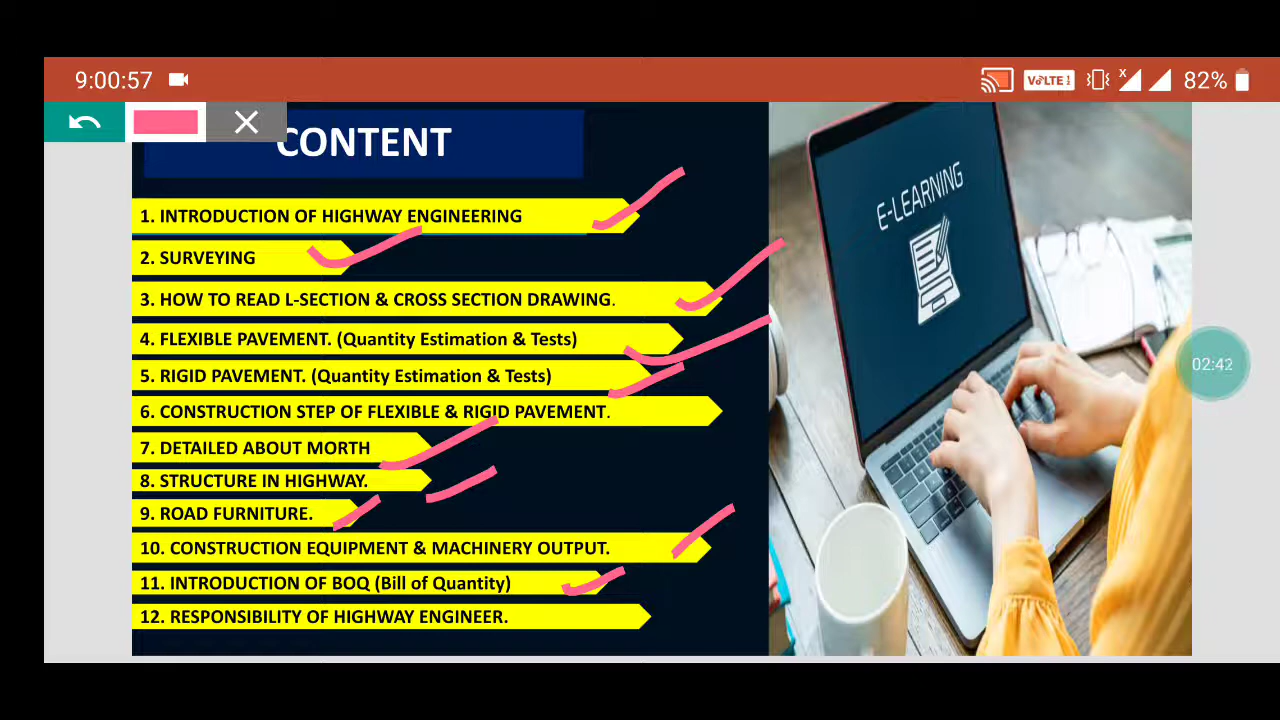 9:00:57
VoLTE
X
82%
CONTENT
E-LEARNING
1. INTRODUCTION OF HIGHWAY ENGINEERING
2. SURVEYING
3. HOW TO READ L-SECTION & CROSS SECTION DRAWING.
4. FLEXIBLE PAVEMENT. (Quantity Estimation & Tests)
02:42
5. RIGID PAVEMENT. (Quantity Estimation & Tests)
6. CONSTRUCTION STEP OF FLEXIBLE & RIGID PAVEMENT.
7. DETAILED ABOUT MORTH
8. STRUCTURE IN HIGHWAY.
9. ROAD FURNITURE.
10. CONSTRUCTION EQUIPMENT & MACHINERY OUTPUT.
11. INTRODUCTION OF BOQ (Bill of Quantity)
12. RESPONSIBILITY OF HIGHWAY ENGINEER.